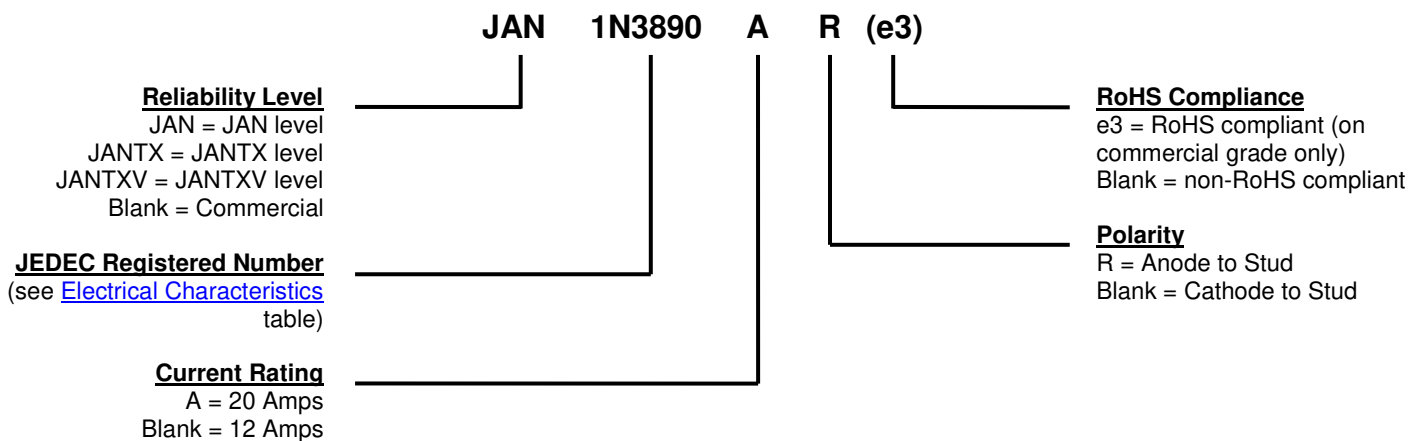 JAN 1N3890 A R (e3)
Reliability Level
JAN = JAN level
JANTX = JANTX level
JANTXV = JANTXV level
Blank = Commercial
JEDEC Registered Number
(see Electrical Characteristics
table)
Current Rating
A = 20 Amps
Blank = 12 Amps
RoHS Compliance
e3 = RoHS compliant (on
commercial grade only)
Blank = non-RoHS compliant
Polarity
R = Anode to Stud
Blank = Cathode to Stud